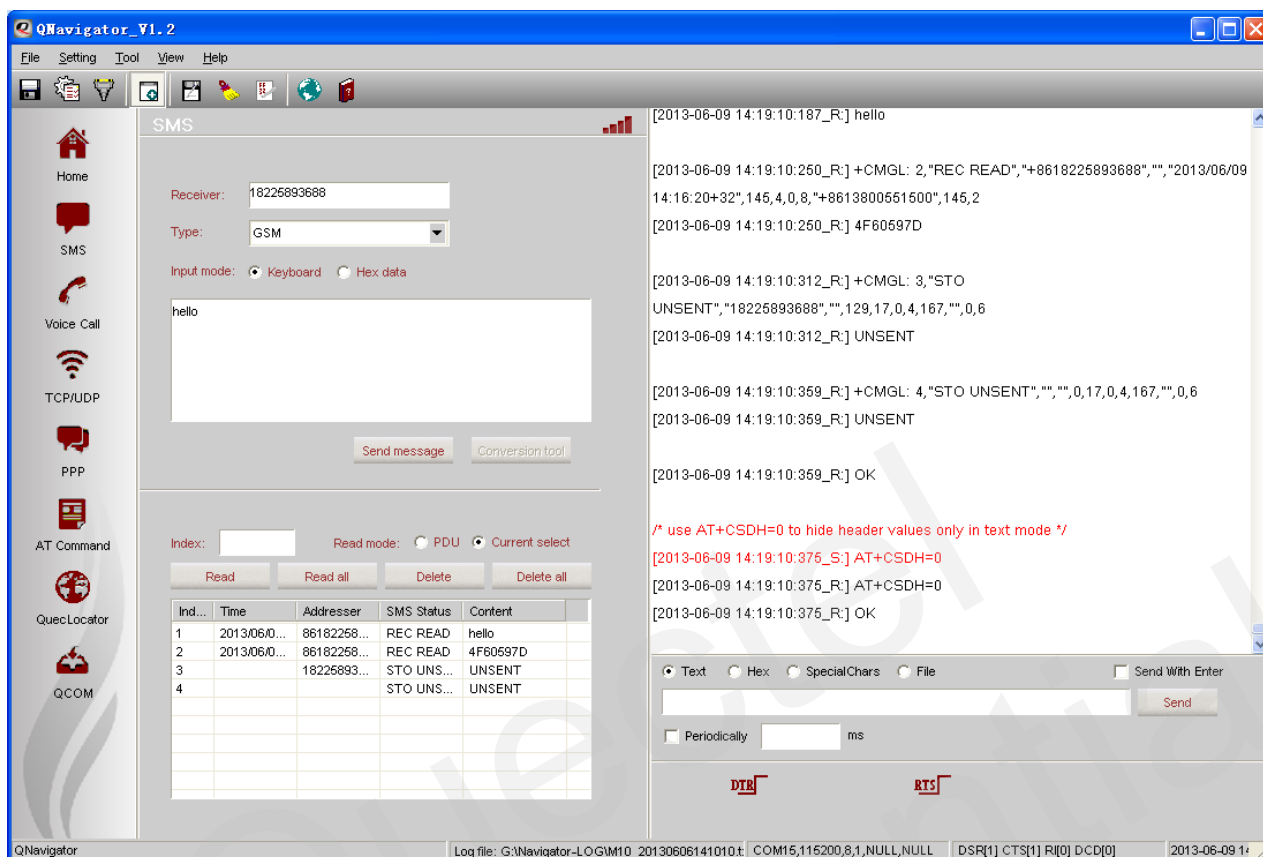 QNavigator_V1.2
File Setting Tool View Help
Home
SMS
Voice Call
TCP/UDP
PPP
AT Command
QuecLocator
QCOM
SMS
Receiver: 18225893688
Type: GSM
Input mode: Keyboard Hex data
hello
Send message Conversion tool
Index: Read mode: PDU Current select
Read Read all Delete Delete all
Ind... Time Addresser SMS Status Content
1 2013/06/0... 86182258... REC READ hello
2 2013/06/0... 86182258... REC READ 4F60597D
3 18225893... STO UNS... UNSENT
4 STO UNS... UNSENT
[2013-06-09 14:19:10:187_R:] hello
[2013-06-09 14:19:10:250_R:] +CMGL: 2,"REC READ","+8618225893688","","2013/06/09
14:16:20+32",145,4,0,8,"+8613800551500",145,2
[2013-06-09 14:19:10:250_R:] 4F60597D
[2013-06-09 14:19:10:312_R:] +CMGL: 3,"STO
UNSENT","18225893688","",129,17,0,4,167,"",0,6
[2013-06-09 14:19:10:312_R:] UNSENT
[2013-06-09 14:19:10:359_R:] +CMGL: 4,"STO UNSENT","","",0,17,0,4,167,"",0,6
[2013-06-09 14:19:10:359_R:] UNSENT
[2013-06-09 14:19:10:359_R:] OK
/* use AT+CSDH=0 to hide header values only in text mode */
[2013-06-09 14:19:10:375_S:] AT+CSDH=0
[2013-06-09 14:19:10:375_R:] AT+CSDH=0
[2013-06-09 14:19:10:375_R:] OK
Text Hex SpecialChars File Send With Enter
Send
Periodically ms
DTR RTS
QNavigator Log file: G:\Navigator-LOG\M10_20130606141010.t COM15,115200,8,1,NULL,NULL DSR[1] CTS[1] RI[0] DCD[0] 2013-06-09 14